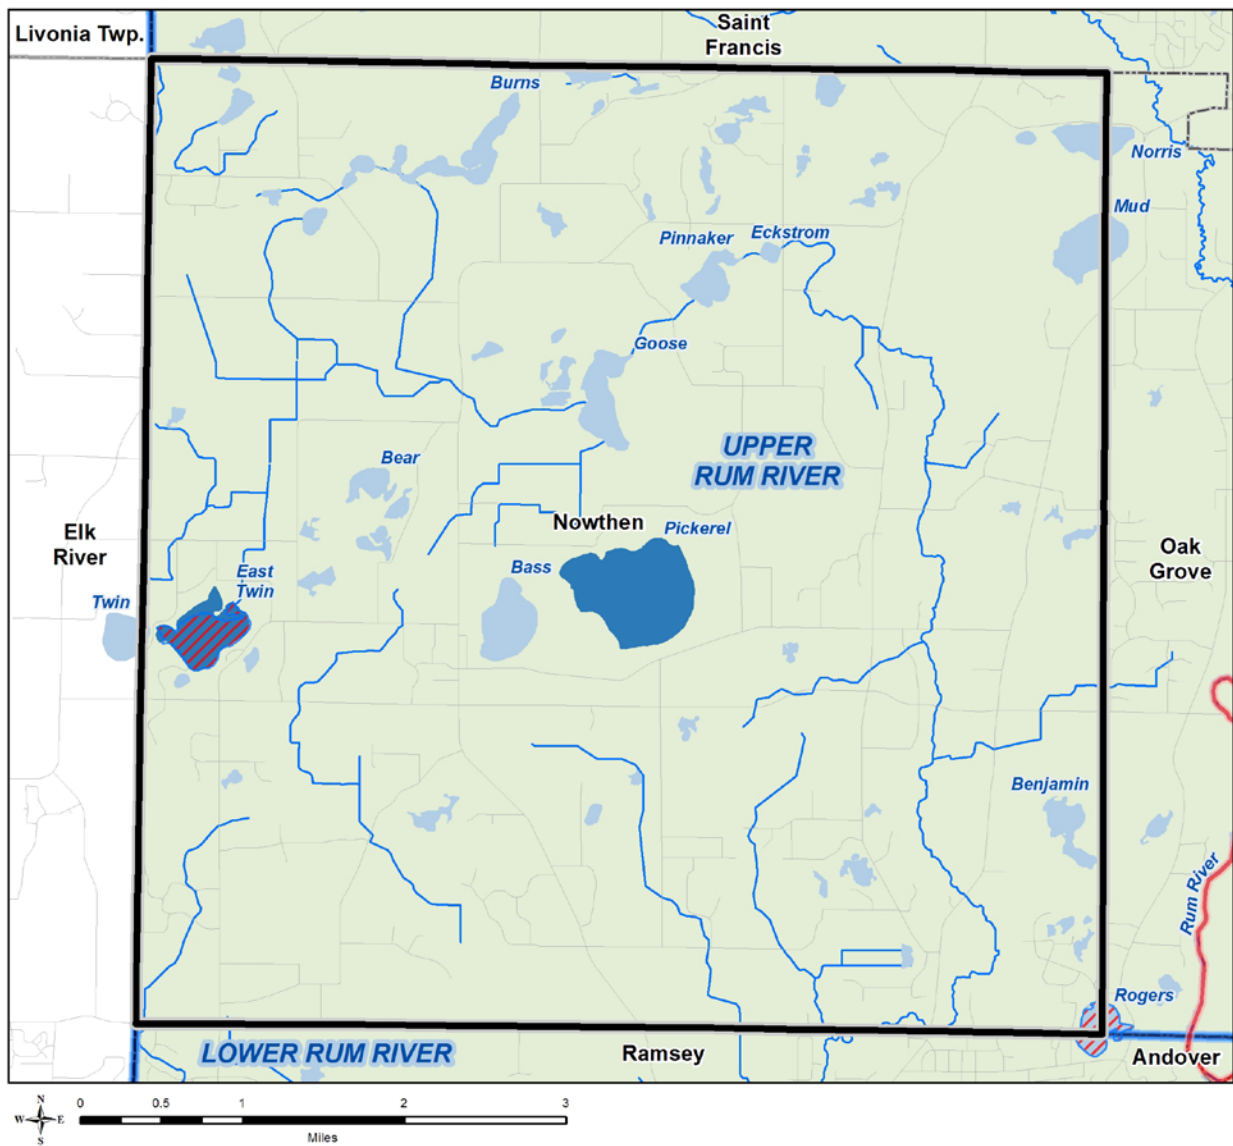 Livonia Twp.
Saint
Francis
Burns
Norris
Mud
Pinnaker
Eckstrom
Goose
UPPER
RUM RIVER
Bear
Nowthen
Pickerel
Elk
River
Oak
Grove
Bass
East
Twin
Twin
Benjamin
Rum River
Rogers
LOWER RUM RIVER
Ramsey
Andover
N
W
E
S
0
0.5
1
2
3
Miles